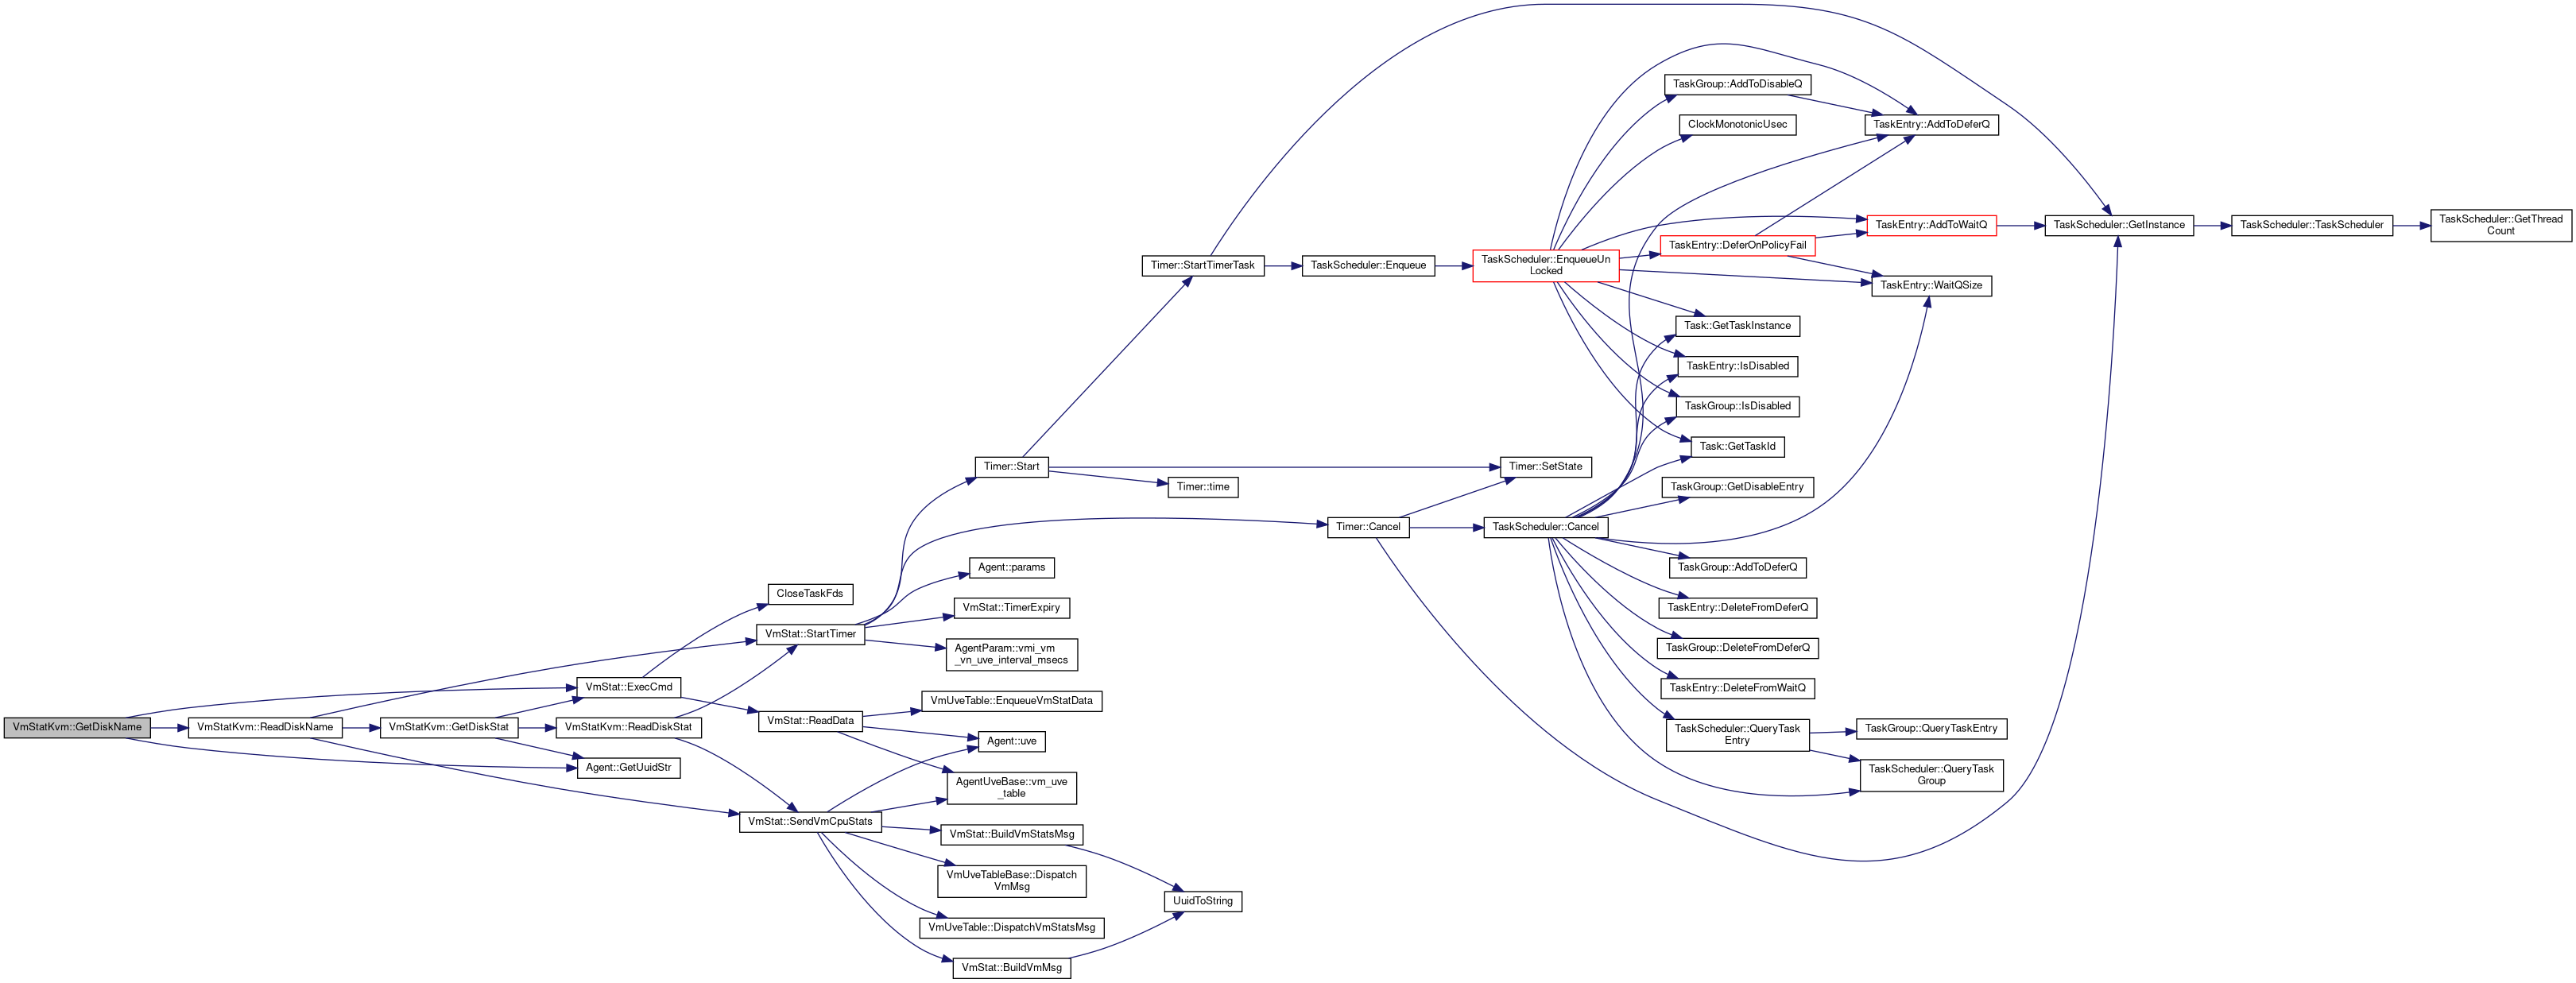 VmStatKvm::GetDiskName
VmStatKvm::ReadDiskName
VmStatKvm::GetDiskStat
VmStat::ExecCmd
VmStatKvm::ReadDiskStat
Agent::GetUuidStr
CloseTaskFds
VmStat::StartTimer
VmStat::ReadData
VmStat::SendVmCpuStats
Timer::Start
Agent::params
VmStat::TimerExpiry
AgentParam::vmi_vm
_vn_uve_interval_msecs
VmUveTable::EnqueueVmStatData
Agent::uve
AgentUveBase::vm_uve
_table
VmStat::BuildVmStatsMsg
VmUveTableBase::Dispatch
VmMsg
VmUveTable::DispatchVmStatsMsg
VmStat::BuildVmMsg
Timer::StartTimerTask
Timer::time
UuidToString
TaskScheduler::Enqueue
Timer::Cancel
TaskScheduler::EnqueueUn
Locked
Timer::SetState
TaskScheduler::Cancel
TaskGroup::AddToDisableQ
ClockMonotonicUsec
TaskEntry::DeferOnPolicyFail
Task::GetTaskInstance
TaskEntry::IsDisabled
TaskGroup::IsDisabled
Task::GetTaskId
TaskGroup::GetDisableEntry
TaskGroup::AddToDeferQ
TaskEntry::DeleteFromDeferQ
TaskGroup::DeleteFromDeferQ
TaskEntry::DeleteFromWaitQ
TaskScheduler::QueryTask
Entry
TaskEntry::AddToDeferQ
TaskEntry::AddToWaitQ
TaskEntry::WaitQSize
TaskGroup::QueryTaskEntry
TaskScheduler::QueryTask
Group
TaskScheduler::GetInstance
TaskScheduler::TaskScheduler
TaskScheduler::GetThread
Count